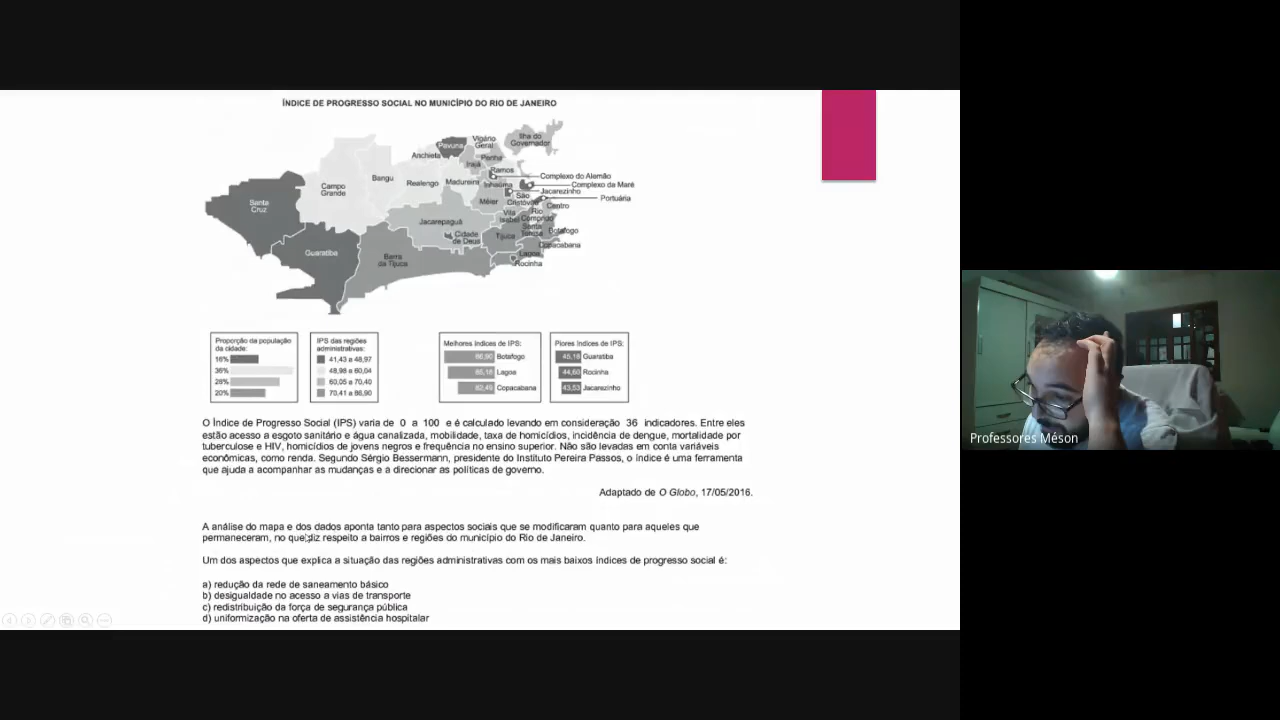 ÍNDICE DE PROGRESSO SOCIAL NO MUNICÍPIO DO RIO DE JANEIRO
Ilha do
Governador
Vigário
Geral
Pavuna
Anchieta
Penha
Irajá
Ramos
Complexo do Alemão
Bangu
Realengo
Madureira
Inhaúma
Complexo da Maré
Campo
Grande
Jacarezinho
São
Cristóvão
Portuária
Santa
Cruz
Méier
Centro
Vila
Isabel
Rio
Comprido
Jacarepaguá
Santa
Teresa
Botafogo
Cidade
de Deus
Tijuca
Copacabana
Guaratiba
Barra
da Tijuca
Lagoa
Rocinha
Proporção da população
da cidade:
16%
36%
28%
20%
IPS das regiões
administrativas:
41,43 a 48,97
48,98 a 60,04
60,05 a 70,40
70,41 a 86,90
Melhores índices de IPS:
86,90 Botafogo
85,18 Lagoa
82,49 Copacabana
Piores índices de IPS:
45,18 Guaratiba
44,60 Rocinha
43,53 Jacarezinho
O Índice de Progresso Social (IPS) varia de 0 a 100 e é calculado levando em consideração 36 indicadores. Entre eles
estão acesso a esgoto sanitário e água canalizada, mobilidade, taxa de homicídios, incidência de dengue, mortalidade por
tuberculose e HIV, homicídios de jovens negros e frequência no ensino superior. Não são levadas em conta variáveis
econômicas, como renda. Segundo Sérgio Bessermann, presidente do Instituto Pereira Passos, o índice é uma ferramenta
que ajuda a acompanhar as mudanças e a direcionar as políticas de governo.
Adaptado de O Globo, 17/05/2016.
A análise do mapa e dos dados aponta tanto para aspectos sociais que se modificaram quanto para aqueles que
permaneceram, no que diz respeito a bairros e regiões do município do Rio de Janeiro.
Um dos aspectos que explica a situação das regiões administrativas com os mais baixos índices de progresso social é:
a) redução da rede de saneamento básico
b) desigualdade no acesso a vias de transporte
c) redistribuição da força de segurança pública
d) uniformização na oferta de assistência hospitalar
Professores Méson